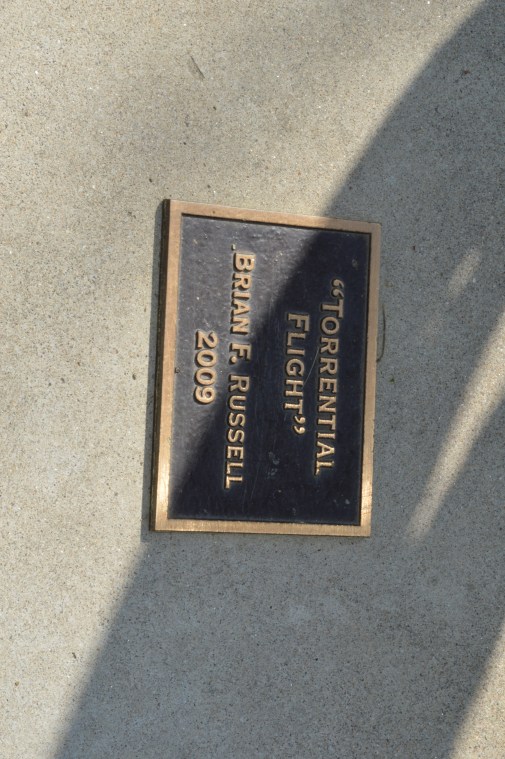 “TORRENTIAL
FLIGHT”
BRIAN F. RUSSELL
2009